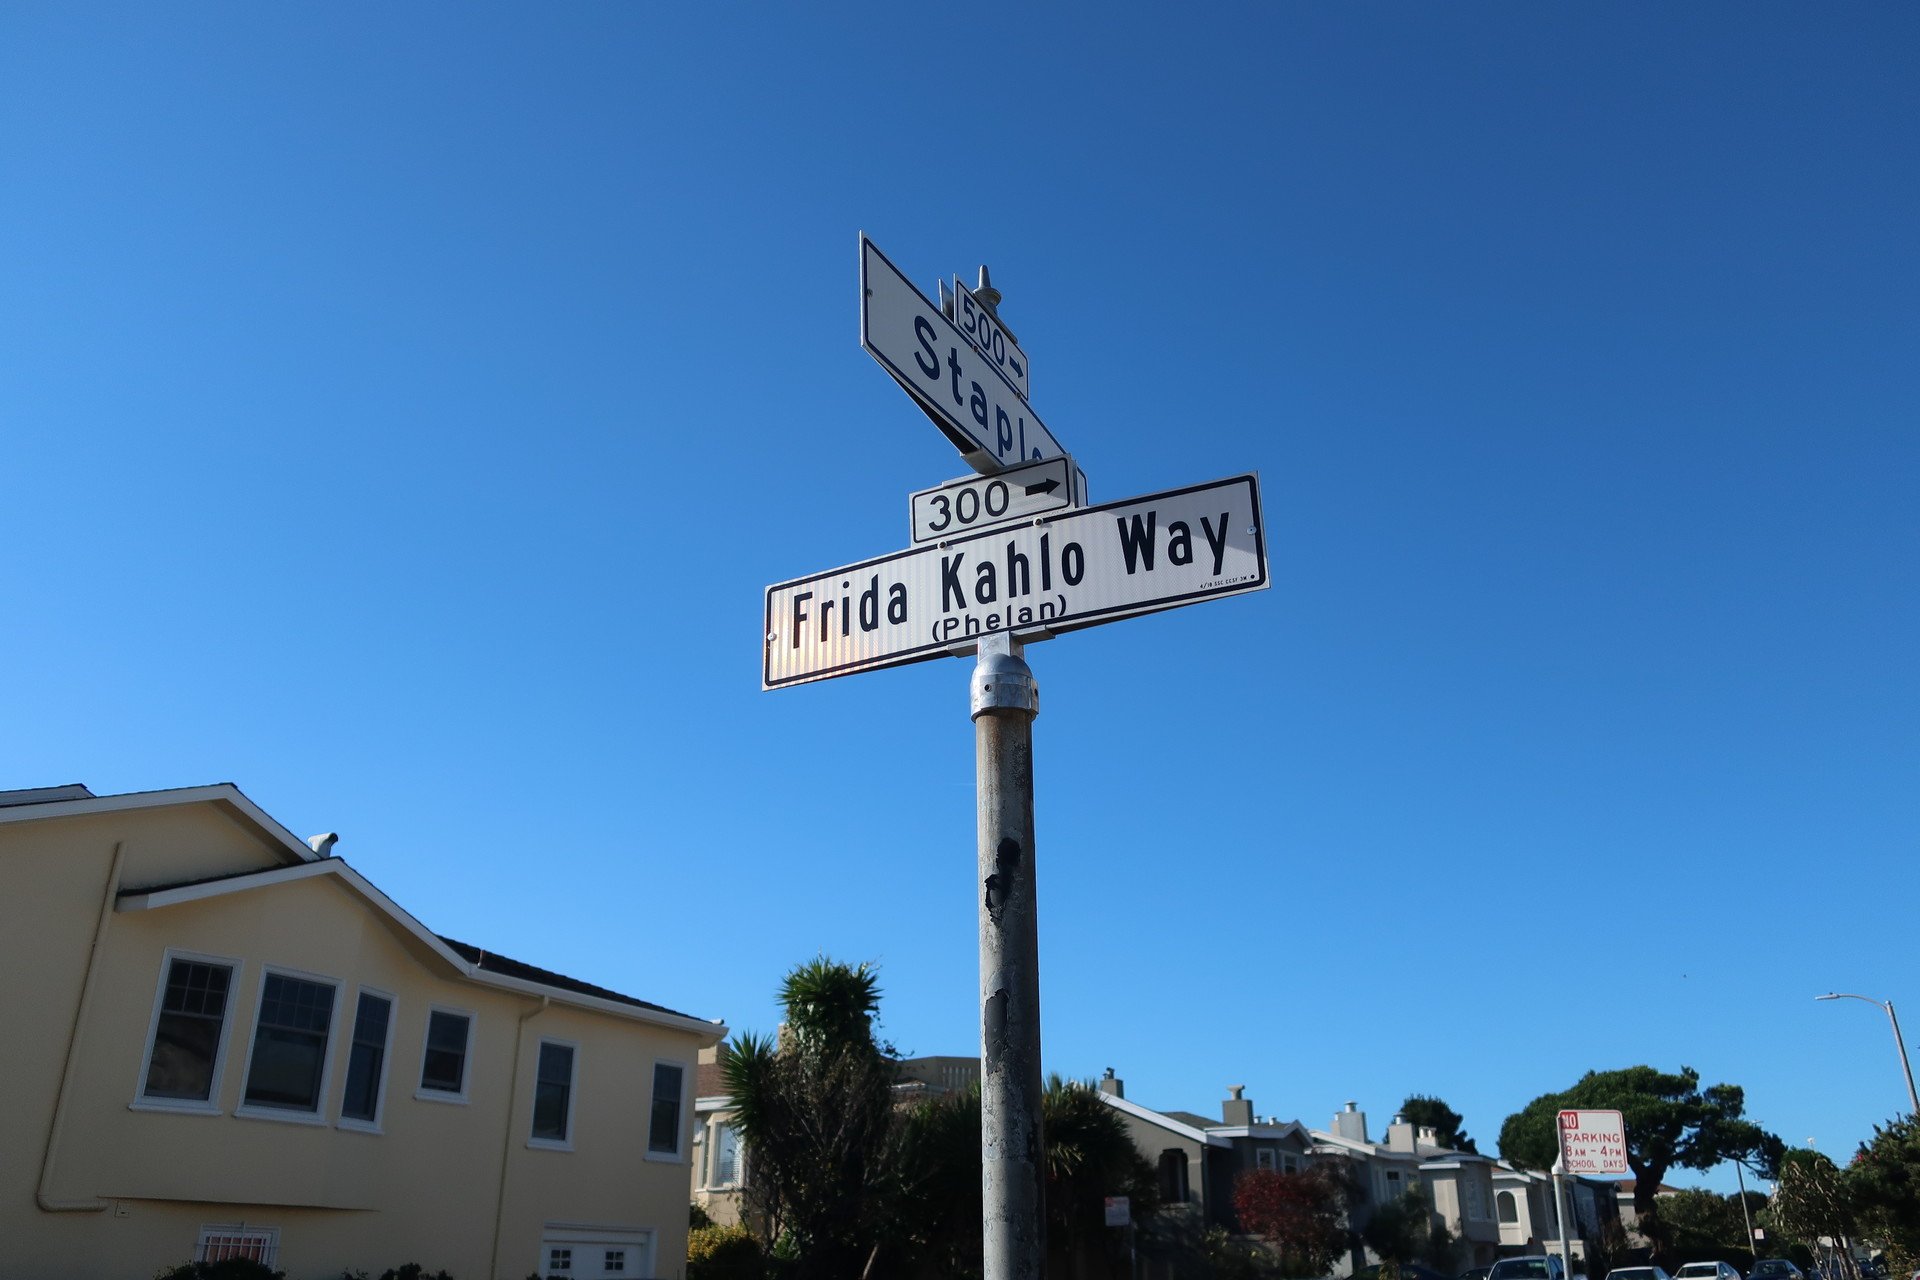 500 →
Staple
300 →
Frida Kahlo Way
(Phelan)
NO
PARKING
8 AM - 4 PM
SCHOOL DAYS